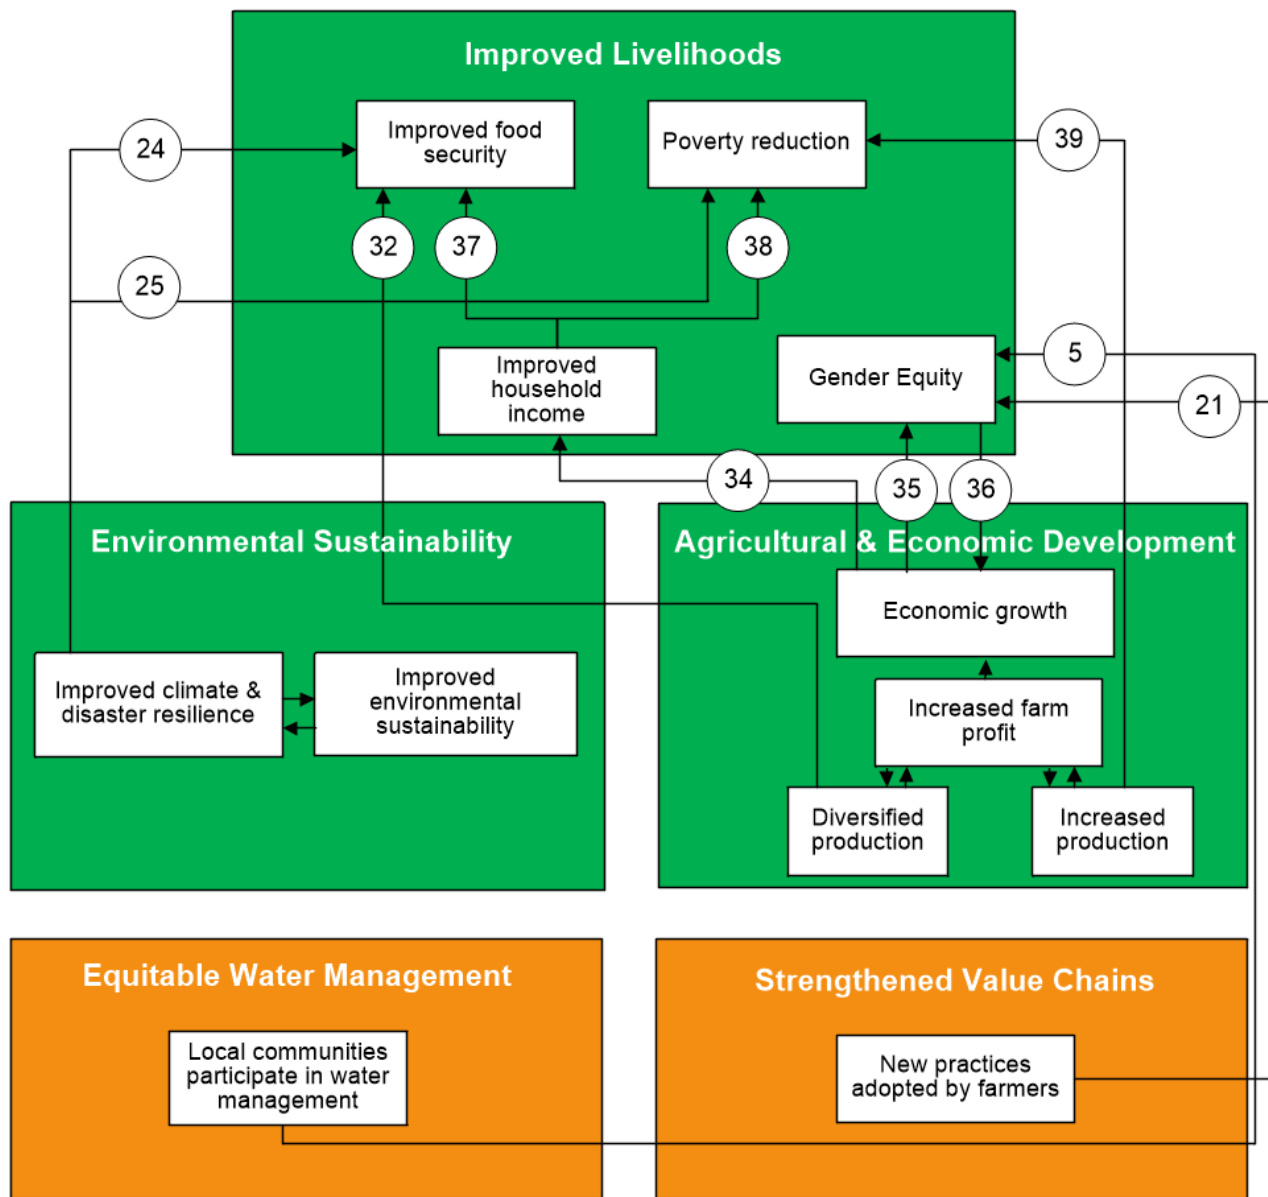 Improved Livelihoods
Improved food
security
Poverty reduction
24
39
32
37
38
25
Improved
household
income
Gender Equity
5
21
34
35
36
Environmental Sustainability
Improved climate &
disaster resilience
Improved
environmental
sustainability
Agricultural & Economic Development
Economic growth
Increased farm
profit
Diversified
production
Increased
production
Equitable Water Management
Local communities
participate in water
management
Strengthened Value Chains
New practices
adopted by farmers